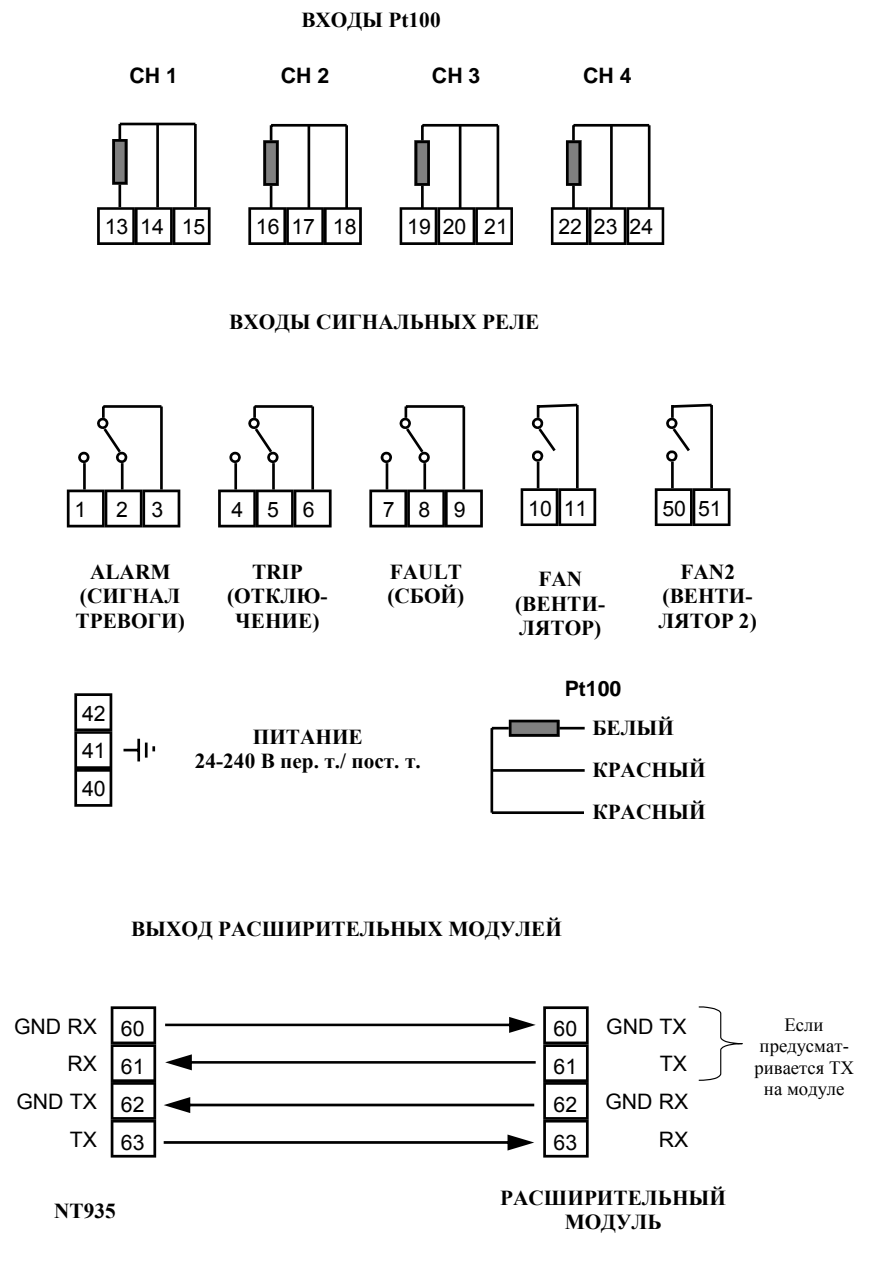 ВХОДЫ Pt100
CH 1 CH 2 CH 3 CH 4
13 14 15 16 17 18 19 20 21 22 23 24
ВХОДЫ СИГНАЛЬНЫХ РЕЛЕ
1 2 3 4 5 6 7 8 9 10 11 50 51
ALARM
(СИГНАЛ
ТРЕВОГИ)
TRIP
(ОТКЛЮ-
ЧЕНИЕ)
FAULT
(СБОЙ)
FAN
(ВЕНТИ-
ЛЯТОР)
FAN2
(ВЕНТИ-
ЛЯТОР 2)
42
41
40
ПИТАНИЕ
24-240 В пер. т./ пост. т.
Pt100
БЕЛЫЙ
КРАСНЫЙ
КРАСНЫЙ
ВЫХОД РАСШИРИТЕЛЬНЫХ МОДУЛЕЙ
GND RX 60 60 GND TX
RX 61 61 TX
GND TX 62 62 GND RX
TX 63 63 RX
Если
предусмат-
ривается TX
на модуле
NT935
РАСШИРИТЕЛЬНЫЙ
МОДУЛЬ